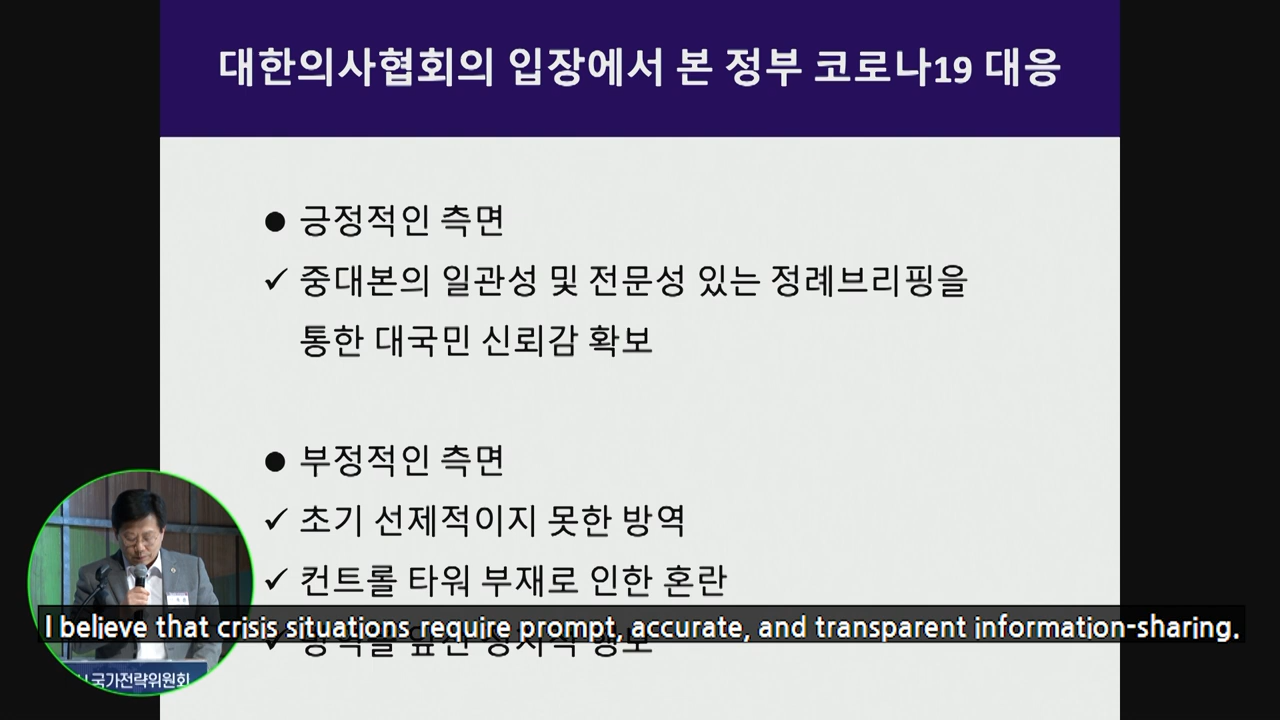 대한의사협회의 입장에서 본 정부 코로나19 대응
● 긍정적인 측면
✓ 중대본의 일관성 및 전문성 있는 정례브리핑을
통한 대국민 신뢰감 확보
● 부정적인 측면
✓ 초기 선제적이지 못한 방역
✓ 컨트롤 타워 부재로 인한 혼란
I believe that crisis situations require prompt, accurate, and transparent information-sharing.
국가전략위원회